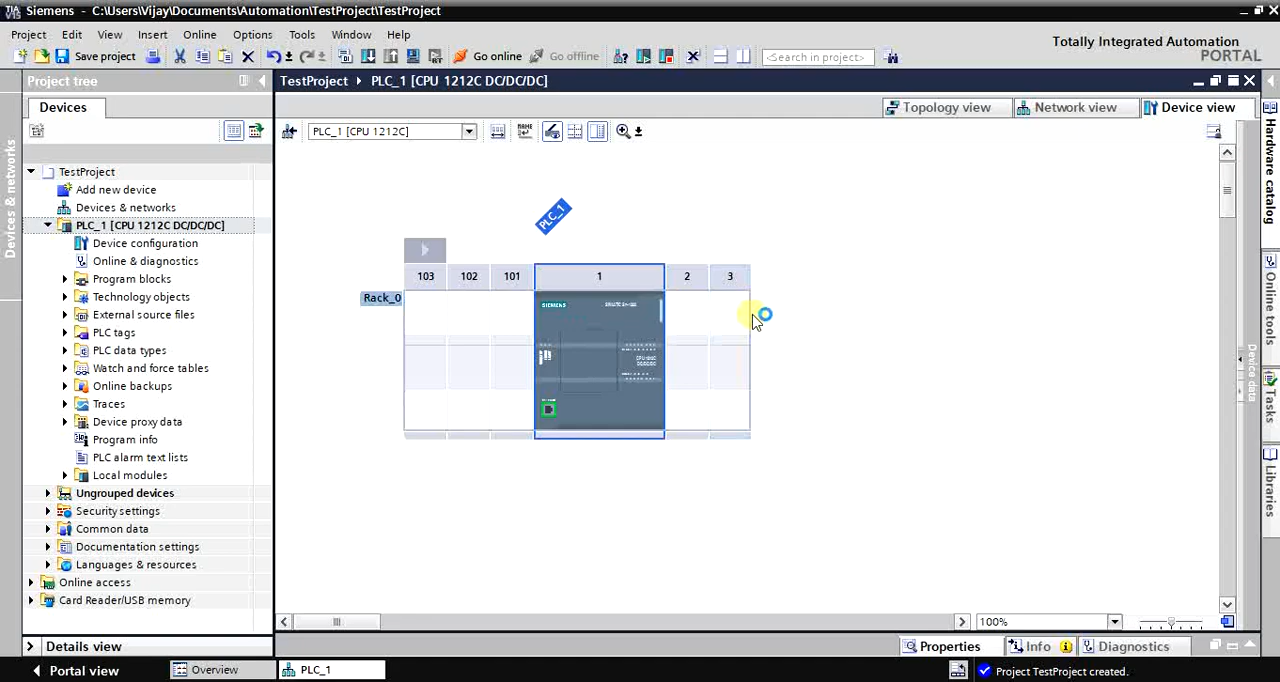 Siemens - C:\Users\Vijay\Documents\Automation\TestProject\TestProject
Project Edit View Insert Online Options Tools Window Help
Totally Integrated Automation
PORTAL
Save project Go online Go offline <Search in project>
Project tree
TestProject PLC_1 [CPU 1212C DC/DC/DC]
Devices
Topology view Network view Device view
PLC_1 [CPU 1212C]
TestProject
Add new device
Devices & networks
PLC_1 [CPU 1212C DC/DC/DC]
Device configuration
Online & diagnostics
Program blocks
Technology objects
External source files
PLC tags
PLC data types
Watch and force tables
Online backups
Traces
Device proxy data
Program info
PLC alarm text lists
Local modules
Ungrouped devices
Security settings
Common data
Documentation settings
Languages & resources
Online access
Card Reader/USB memory
Devices & networks
PLC_1
103 102 101 1 2 3
Rack_0
SIEMENS
100%
Device data
Hardware catalog
Online tools
Tasks
Libraries
Details view
Properties Info Diagnostics
Portal view Overview PLC_1 Project TestProject created.